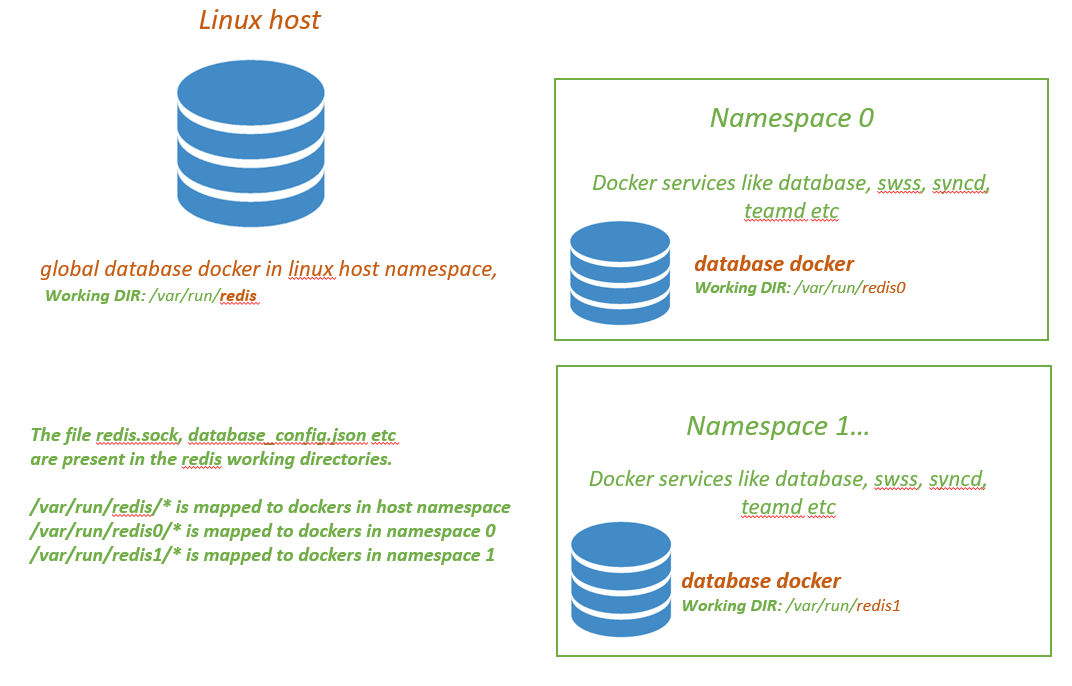 Linux host
global database docker in linux host namespace,
Working DIR: /var/run/redis
The file redis.sock, database_config.json etc
are present in the redis working directories.
/var/run/redis/* is mapped to dockers in host namespace
/var/run/redis0/* is mapped to dockers in namespace 0
/var/run/redis1/* is mapped to dockers in namespace 1
Namespace 0
Docker services like database, swss, syncd,
teamd etc
database docker
Working DIR: /var/run/redis0
Namespace 1...
Docker services like database, swss, syncd,
teamd etc
database docker
Working DIR: /var/run/redis1